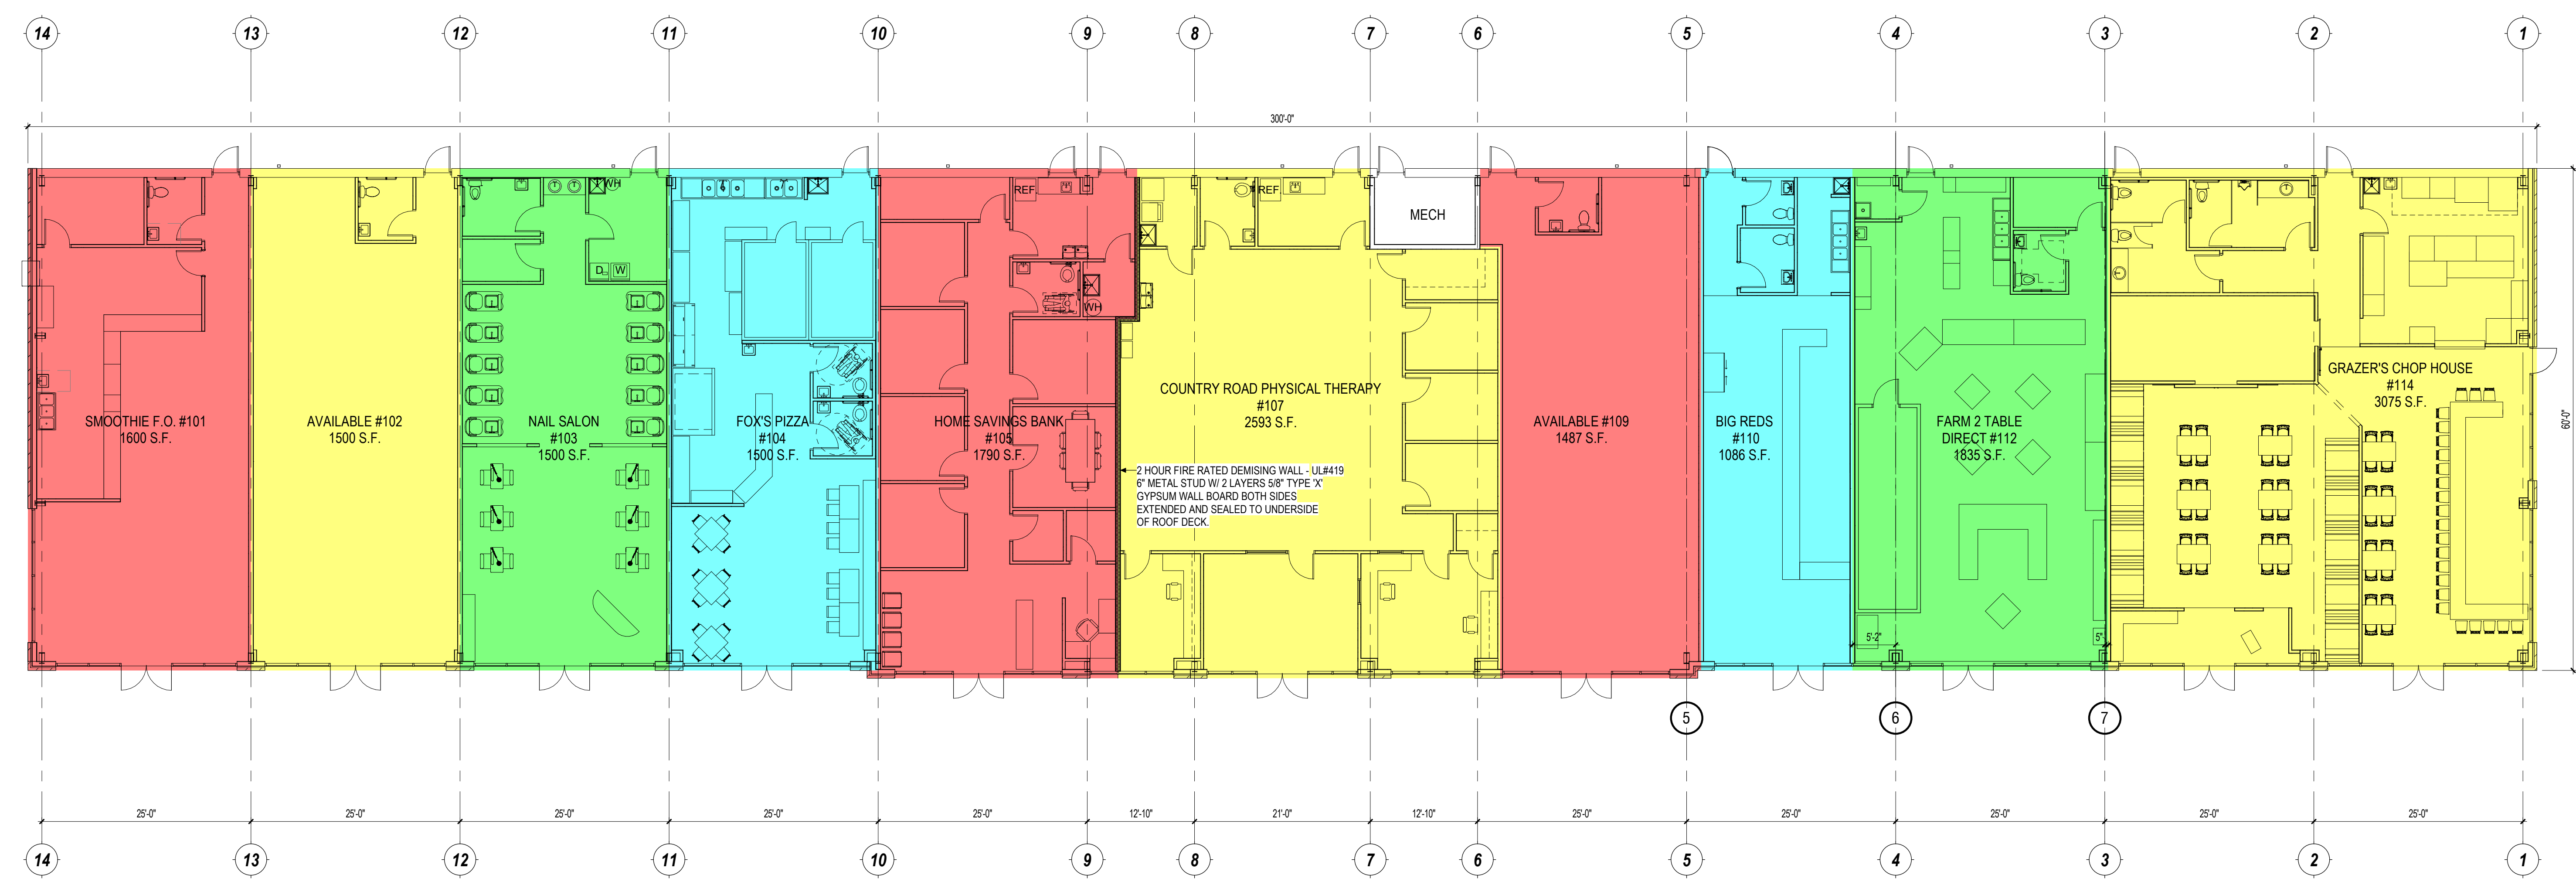 14 13 12 11 10 9 8 7 6 5 4 3 2 1
300'-0"
60'-0"
WH
REF
REF
MECH
D W
WH
SMOOTHIE F.O. #101
1600 S.F.
AVAILABLE #102
1500 S.F.
NAIL SALON
#103
1500 S.F.
FOX'S PIZZA
#104
1500 S.F.
HOME SAVINGS BANK
#105
1790 S.F.
COUNTRY ROAD PHYSICAL THERAPY
#107
2593 S.F.
2 HOUR FIRE RATED DEMISING WALL - UL#419
6" METAL STUD W/ 2 LAYERS 5/8" TYPE 'X'
GYPSUM WALL BOARD BOTH SIDES
EXTENDED AND SEALED TO UNDERSIDE
OF ROOF DECK.
AVAILABLE #109
1487 S.F.
BIG REDS
#110
1086 S.F.
FARM 2 TABLE
DIRECT #112
1835 S.F.
GRAZER'S CHOP HOUSE
#114
3075 S.F.
5'-2"
5"
5 6 7
25'-0" 25'-0" 25'-0" 25'-0" 25'-0" 12'-10" 21'-0" 12'-10" 25'-0" 25'-0" 25'-0" 25'-0" 25'-0"
14 13 12 11 10 9 8 7 6 5 4 3 2 1